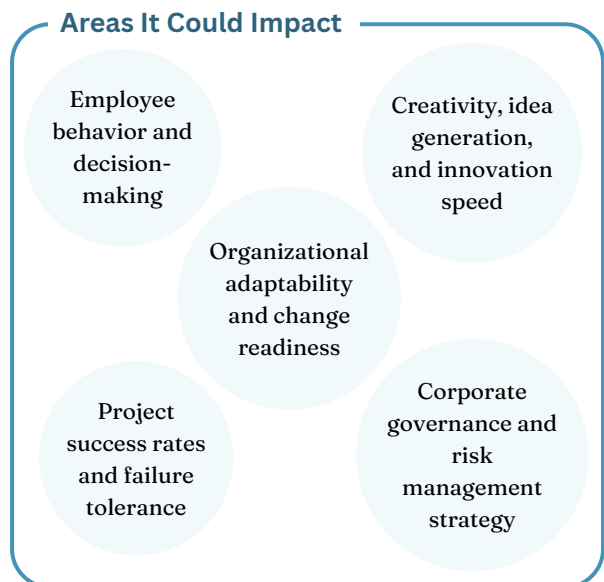 Areas It Could Impact
Employee
behavior and
decision-
making
Creativity, idea
generation,
and innovation
speed
Organizational
adaptability
and change
readiness
Project
success rates
and failure
tolerance
Corporate
governance and
risk
management
strategy